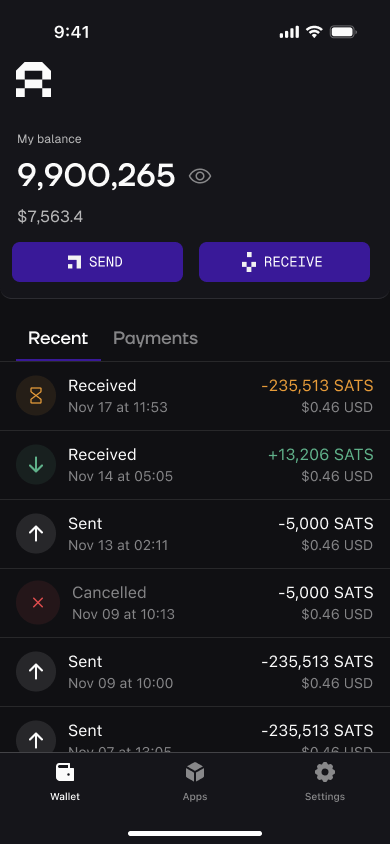 9:41
My balance
9,900,265
$7,563.4
SEND
RECEIVE
Recent
Payments
Received
-235,513 SATS
Nov 17 at 11:53
$0.46 USD
Received
+13,206 SATS
Nov 14 at 05:05
$0.46 USD
Sent
-5,000 SATS
Nov 13 at 02:11
$0.46 USD
Cancelled
-5,000 SATS
Nov 09 at 10:13
$0.46 USD
Sent
-235,513 SATS
Nov 09 at 10:00
$0.46 USD
Sent
-235,513 SATS
Nov 07 at 13:05
$0.46 USD
Wallet
Apps
Settings